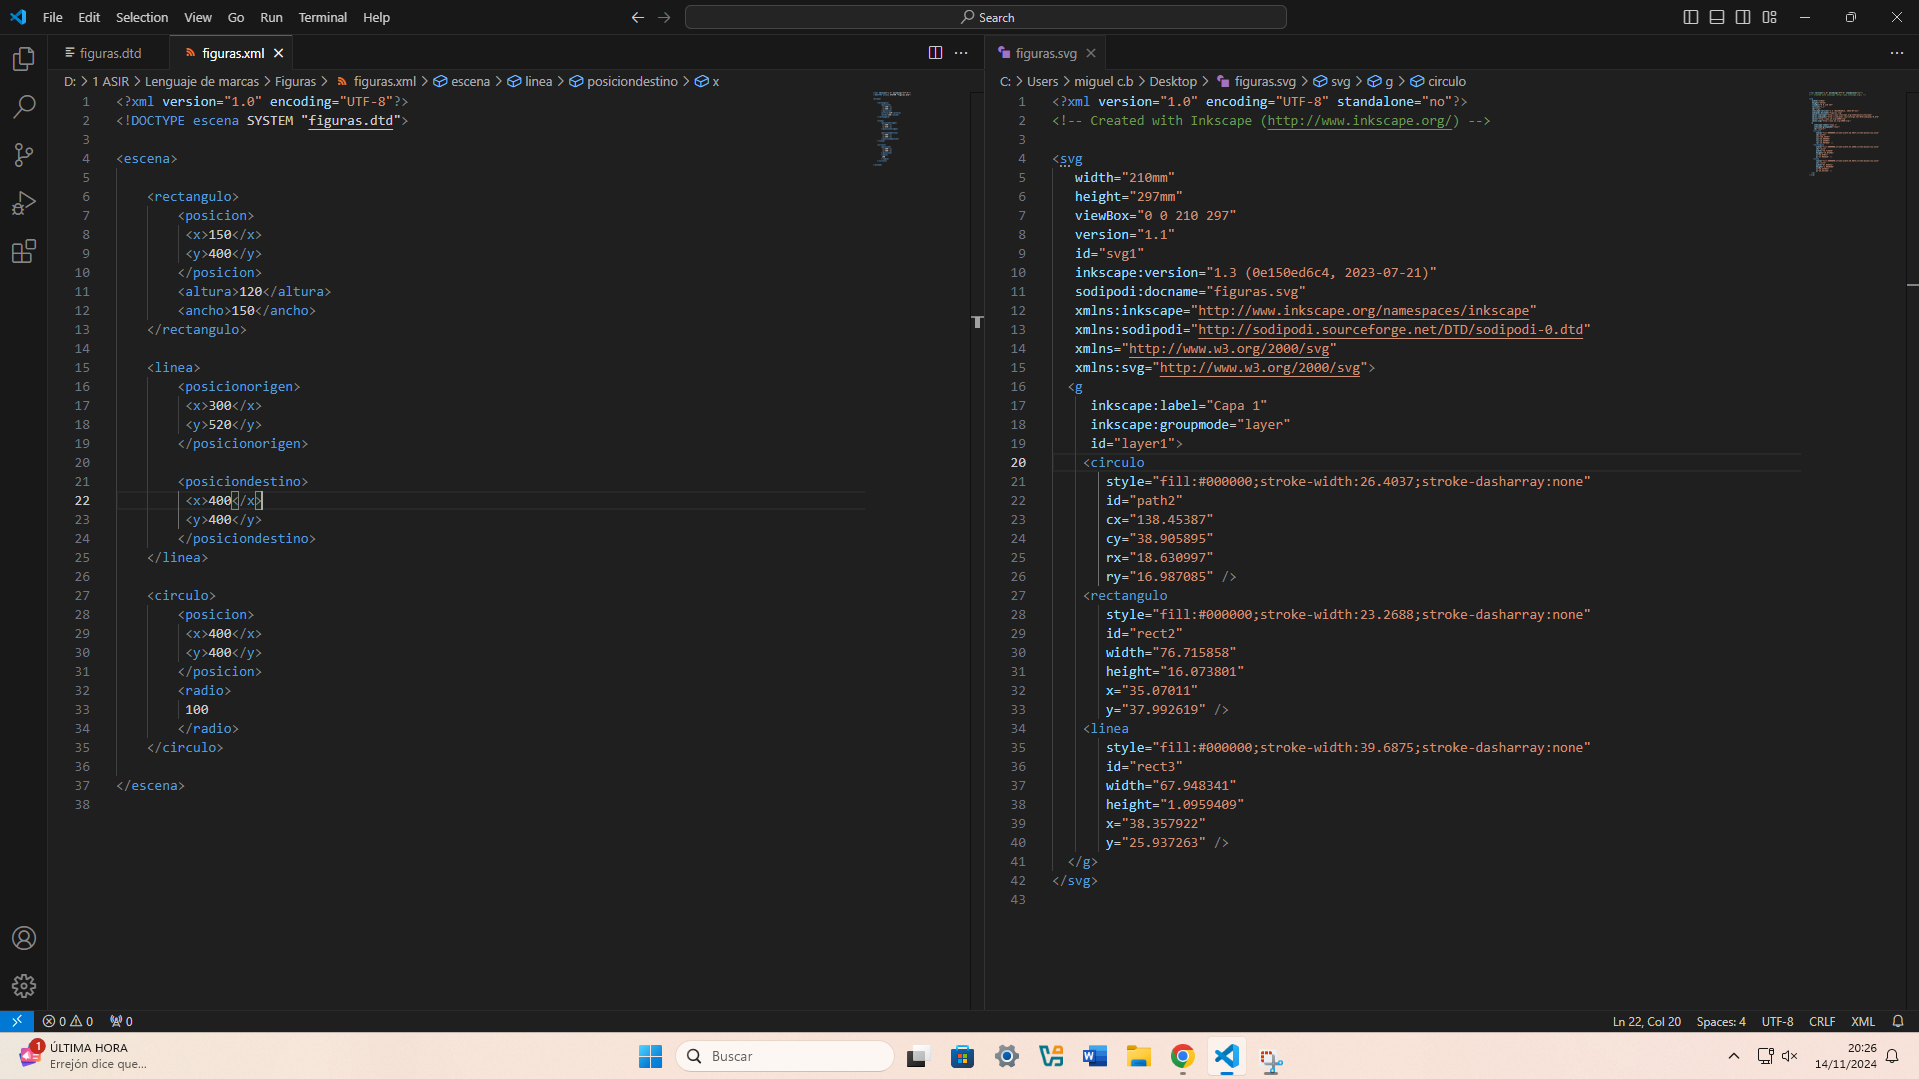 File Edit Selection View Go Run Terminal Help
Search
figuras.dtd
figuras.xml
D: > 1 ASIR > Lenguaje de marcas > Figuras > figuras.xml > escena > linea > posiciondestino > x
1 <?xml version="1.0" encoding="UTF-8"?>
2 <!DOCTYPE escena SYSTEM "figuras.dtd">
3
4 <escena>
5
6 <rectangulo>
7 <posicion>
8 <x>150</x>
9 <y>400</y>
10 </posicion>
11 <altura>120</altura>
12 <ancho>150</ancho>
13 </rectangulo>
14
15 <linea>
16 <posicionorigen>
17 <x>300</x>
18 <y>520</y>
19 </posicionorigen>
20
21 <posiciondestino>
22 <x>400</x>
23 <y>400</y>
24 </posiciondestino>
25 </linea>
26
27 <circulo>
28 <posicion>
29 <x>400</x>
30 <y>400</y>
31 </posicion>
32 <radio>
33 100
34 </radio>
35 </circulo>
36
37 </escena>
38
figuras.svg
C: > Users > miguel c.b > Desktop > figuras.svg > svg > g > circulo
1 <?xml version="1.0" encoding="UTF-8" standalone="no"?>
2 <!-- Created with Inkscape (http://www.inkscape.org/) -->
3
4 <svg
5 width="210mm"
6 height="297mm"
7 viewBox="0 0 210 297"
8 version="1.1"
9 id="svg1"
10 inkscape:version="1.3 (0e150ed6c4, 2023-07-21)"
11 sodipodi:docname="figuras.svg"
12 xmlns:inkscape="http://www.inkscape.org/namespaces/inkscape"
13 xmlns:sodipodi="http://sodipodi.sourceforge.net/DTD/sodipodi-0.dtd"
14 xmlns="http://www.w3.org/2000/svg"
15 xmlns:svg="http://www.w3.org/2000/svg">
16 <g
17 inkscape:label="Capa 1"
18 inkscape:groupmode="layer"
19 id="layer1">
20 <circulo
21 style="fill:#000000;stroke-width:26.4037;stroke-dasharray:none"
22 id="path2"
23 cx="138.45387"
24 cy="38.905895"
25 rx="18.630997"
26 ry="16.987085" />
27 <rectangulo
28 style="fill:#000000;stroke-width:23.2688;stroke-dasharray:none"
29 id="rect2"
30 width="76.715858"
31 height="16.073801"
32 x="35.07011"
33 y="37.992619" />
34 <linea
35 style="fill:#000000;stroke-width:39.6875;stroke-dasharray:none"
36 id="rect3"
37 width="67.948341"
38 height="1.0959409"
39 x="38.357922"
40 y="25.937263" />
41 </g>
42 </svg>
43
0 0 0
Ln 22, Col 20 Spaces: 4 UTF-8 CRLF XML
1
ÚLTIMA HORA
Errejón dice que...
Buscar
20:26
14/11/2024